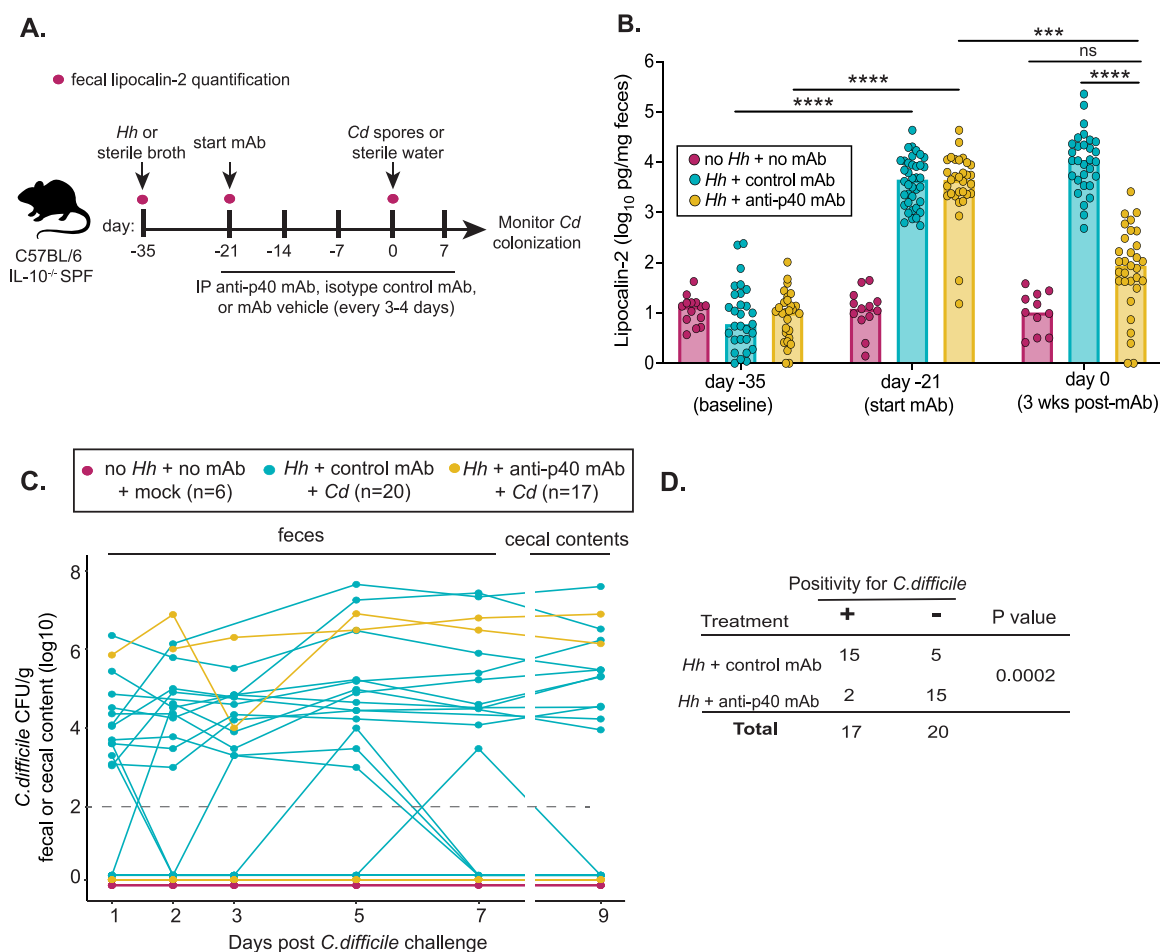 A.
fecal lipocalin-2 quantification
Hh or
sterile broth
start mAb
Cd spores or
sterile water
day:
-35
-21
-14
-7
0
7
Monitor Cd
colonization
C57BL/6
IL-10-/- SPF
IP anti-p40 mAb, isotype control mAb,
or mAb vehicle (every 3-4 days)
B.
Lipocalin-2 (log10 pg/mg feces)
6
5
4
3
2
1
0
no Hh + no mAb
Hh + control mAb
Hh + anti-p40 mAb
****
****
***
ns
****
day -35
(baseline)
day -21
(start mAb)
day 0
(3 wks post-mAb)
C.
no Hh + no mAb
+ mock (n=6)
Hh + control mAb
+ Cd (n=20)
Hh + anti-p40 mAb
+ Cd (n=17)
feces
cecal contents
C.difficile CFU/g
fecal or cecal content (log10)
8
6
4
2
0
1
2
3
5
7
9
Days post C.difficile challenge
D.
Positivity for C.difficile
Treatment + - P value
Hh + control mAb 15 5
0.0002
Hh + anti-p40 mAb 2 15
Total 17 20